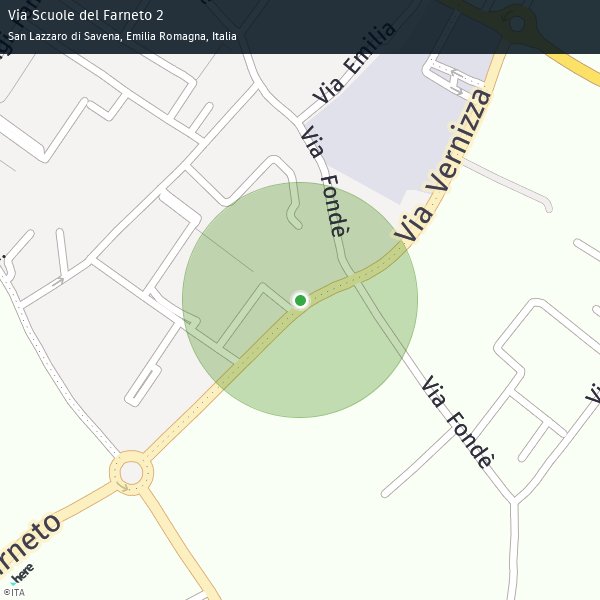 Via Scuole del Farneto 2
San Lazzaro di Savena, Emilia Romagna, Italia
Via Emilia
Via Vernizza
Via Fondè
Via Fondè
here
©ITA